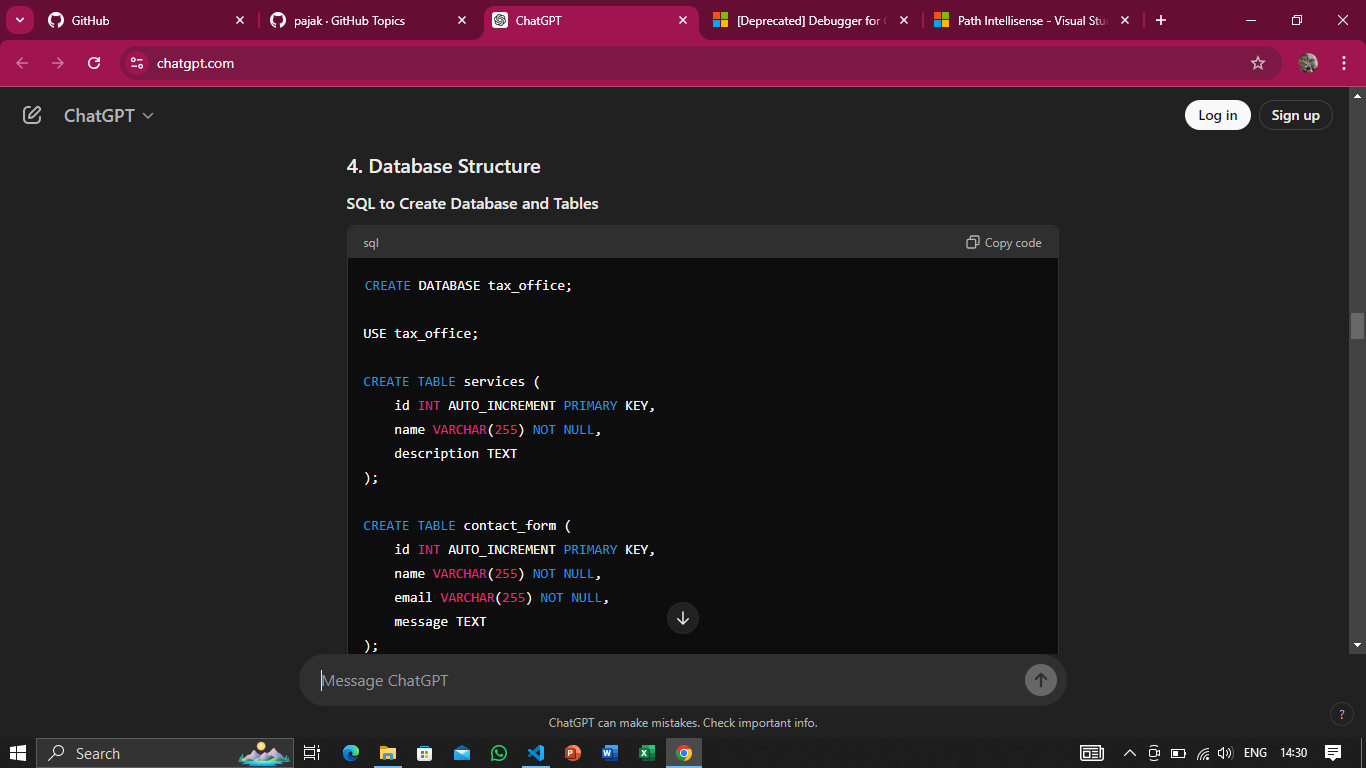 GitHub
pajak · GitHub Topics
ChatGPT
[Deprecated] Debugger for
Path Intellisense - Visual Stu
chatgpt.com
ChatGPT
Log in
Sign up
4. Database Structure
SQL to Create Database and Tables
sql
Copy code
CREATE DATABASE tax_office;
USE tax_office;
CREATE TABLE services (
id INT AUTO_INCREMENT PRIMARY KEY,
name VARCHAR(255) NOT NULL,
description TEXT
);
CREATE TABLE contact_form (
id INT AUTO_INCREMENT PRIMARY KEY,
name VARCHAR(255) NOT NULL,
email VARCHAR(255) NOT NULL,
message TEXT
);
Message ChatGPT
ChatGPT can make mistakes. Check important info.
?
Search
ENG
14:30